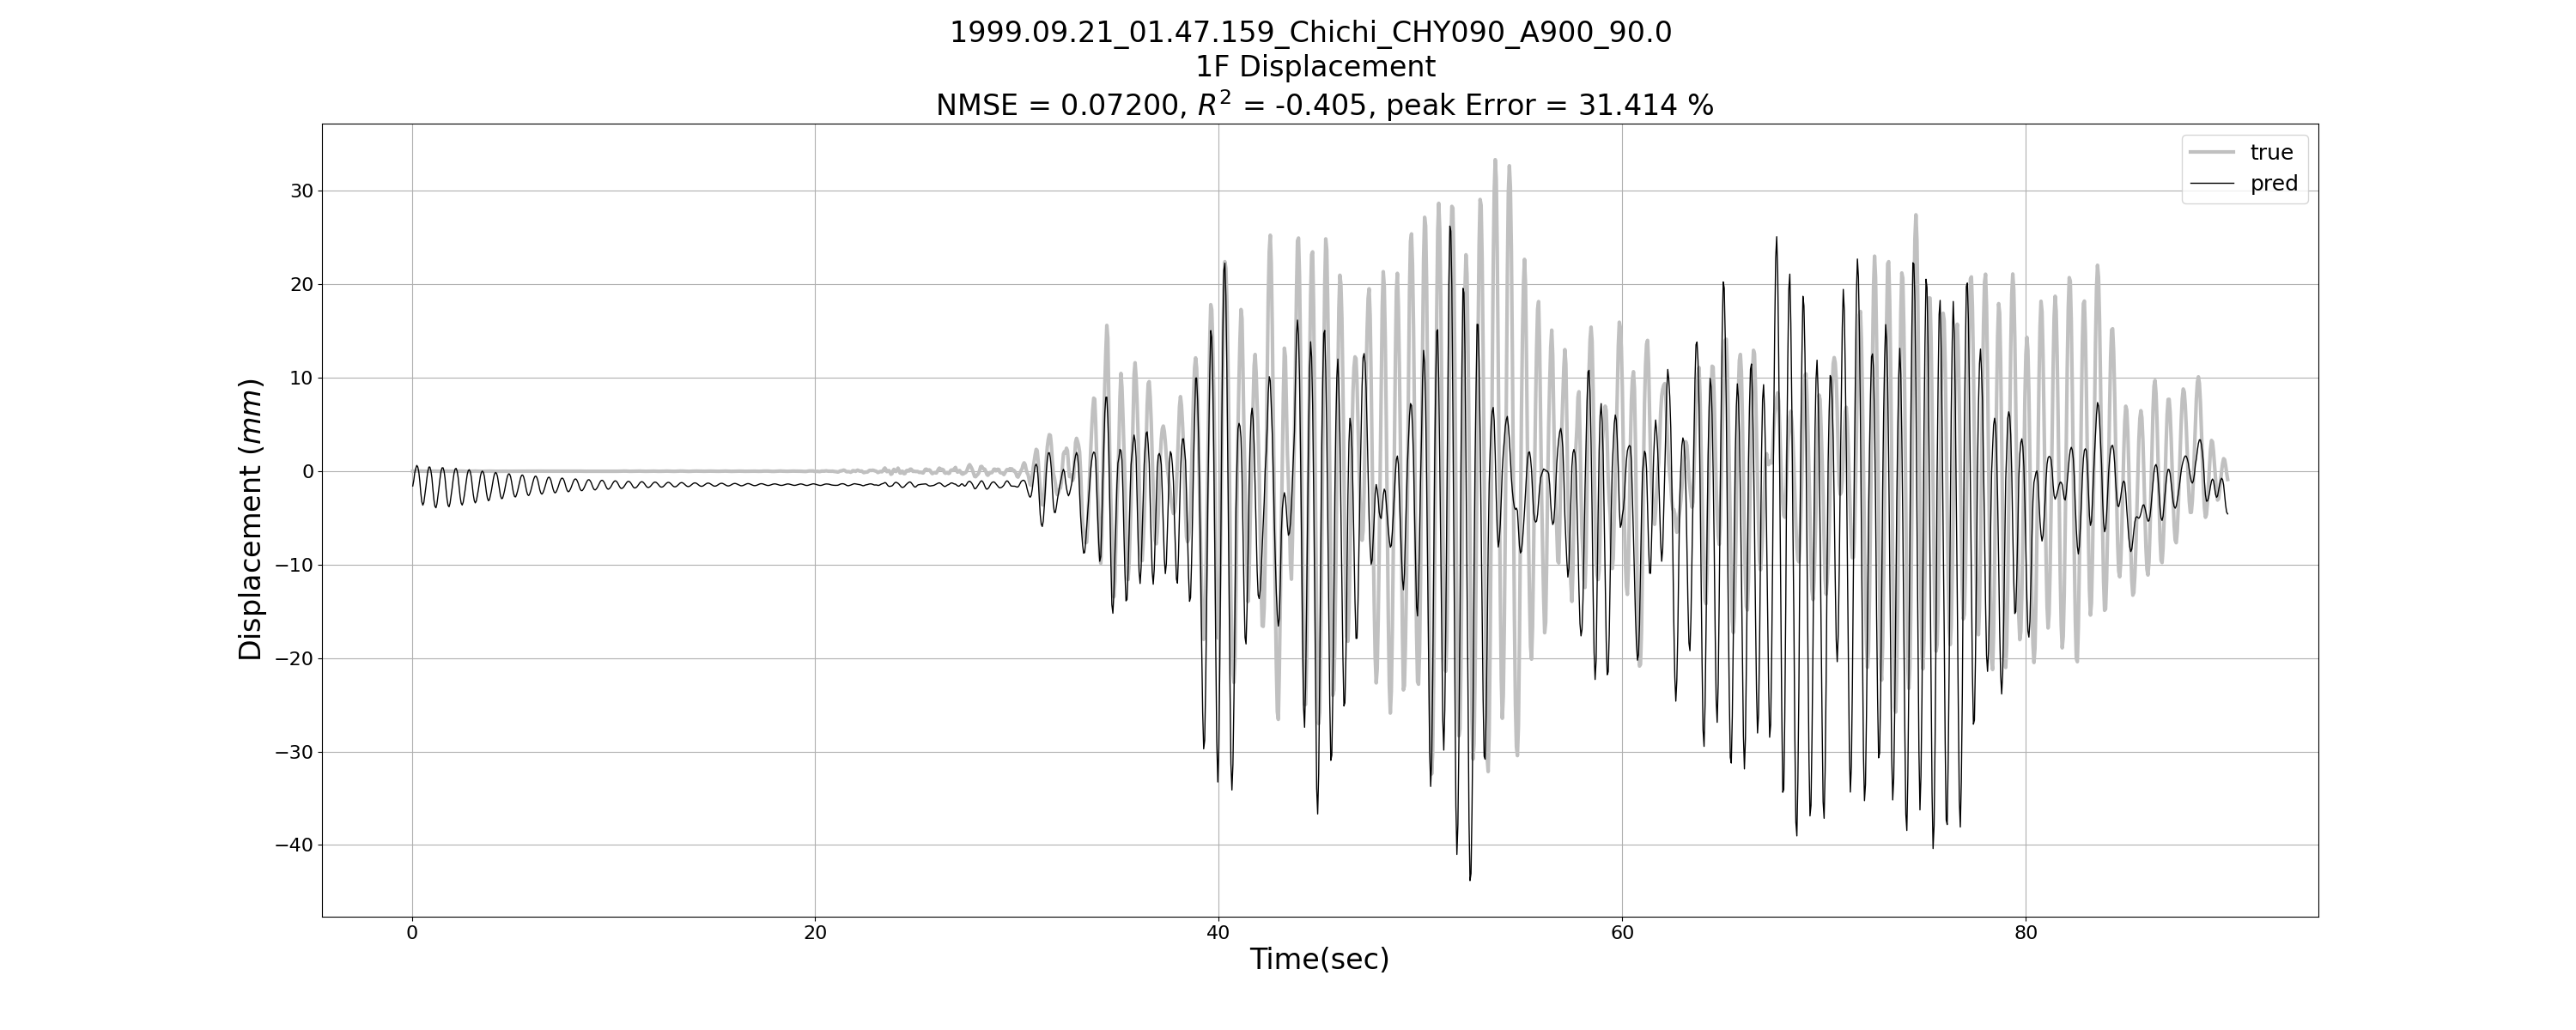 1999.09.21_01.47.159_Chichi_CHY090_A900_90.0
1F Displacement
NMSE = 0.07200, R² = -0.405, peak Error = 31.414 %
true
pred
30
20
10
0
−10
−20
−30
−40
Displacement (mm)
0 20 40 60 80
Time(sec)